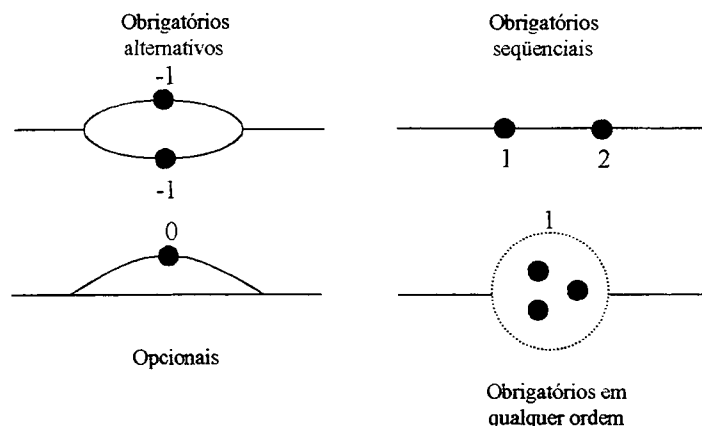 Obrigatórios
alternativos
-1
-1
0
Opcionais
Obrigatórios
seqüenciais
1 2
1
Obrigatórios em
qualquer ordem